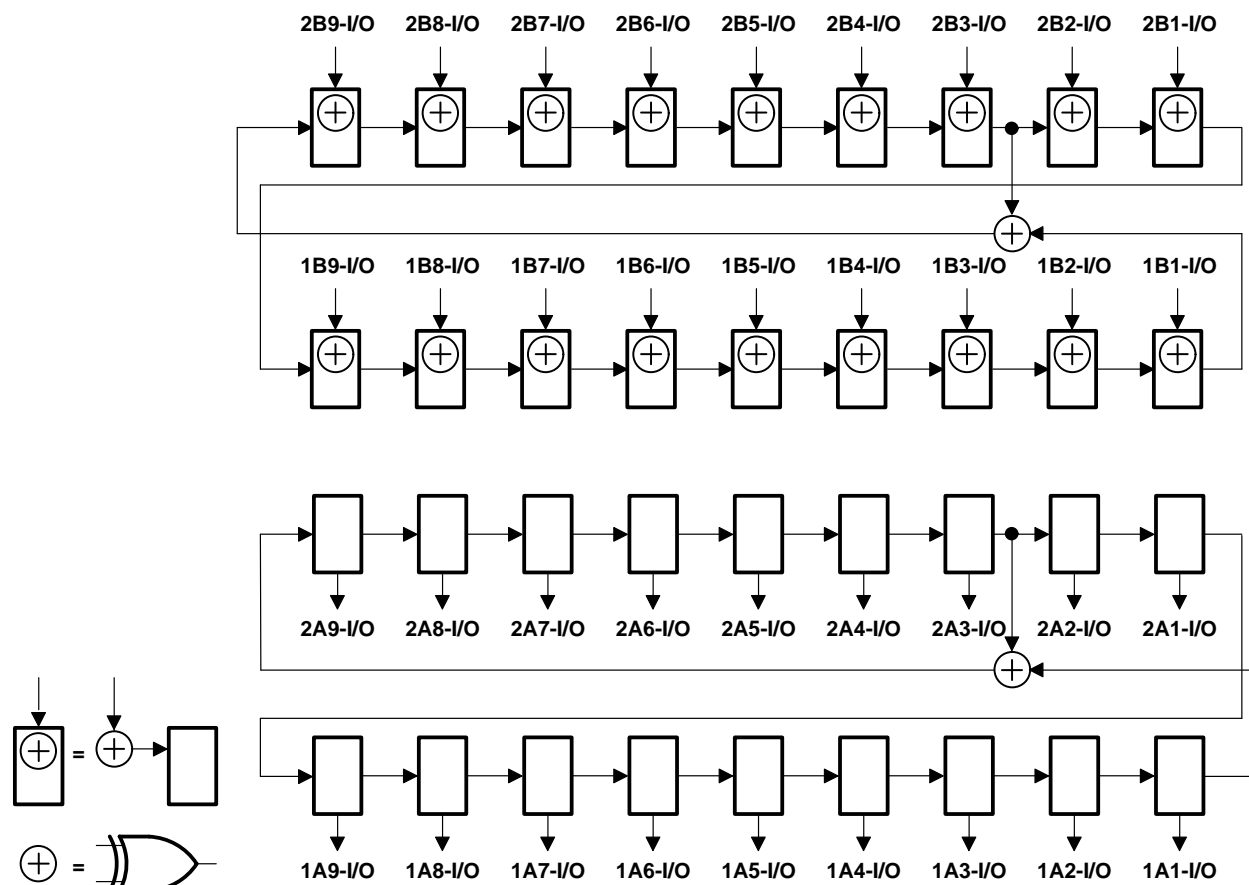 2B9-I/O 2B8-I/O 2B7-I/O 2B6-I/O 2B5-I/O 2B4-I/O 2B3-I/O 2B2-I/O 2B1-I/O
1B9-I/O 1B8-I/O 1B7-I/O 1B6-I/O 1B5-I/O 1B4-I/O 1B3-I/O 1B2-I/O 1B1-I/O
2A9-I/O 2A8-I/O 2A7-I/O 2A6-I/O 2A5-I/O 2A4-I/O 2A3-I/O 2A2-I/O 2A1-I/O
=
=
1A9-I/O 1A8-I/O 1A7-I/O 1A6-I/O 1A5-I/O 1A4-I/O 1A3-I/O 1A2-I/O 1A1-I/O